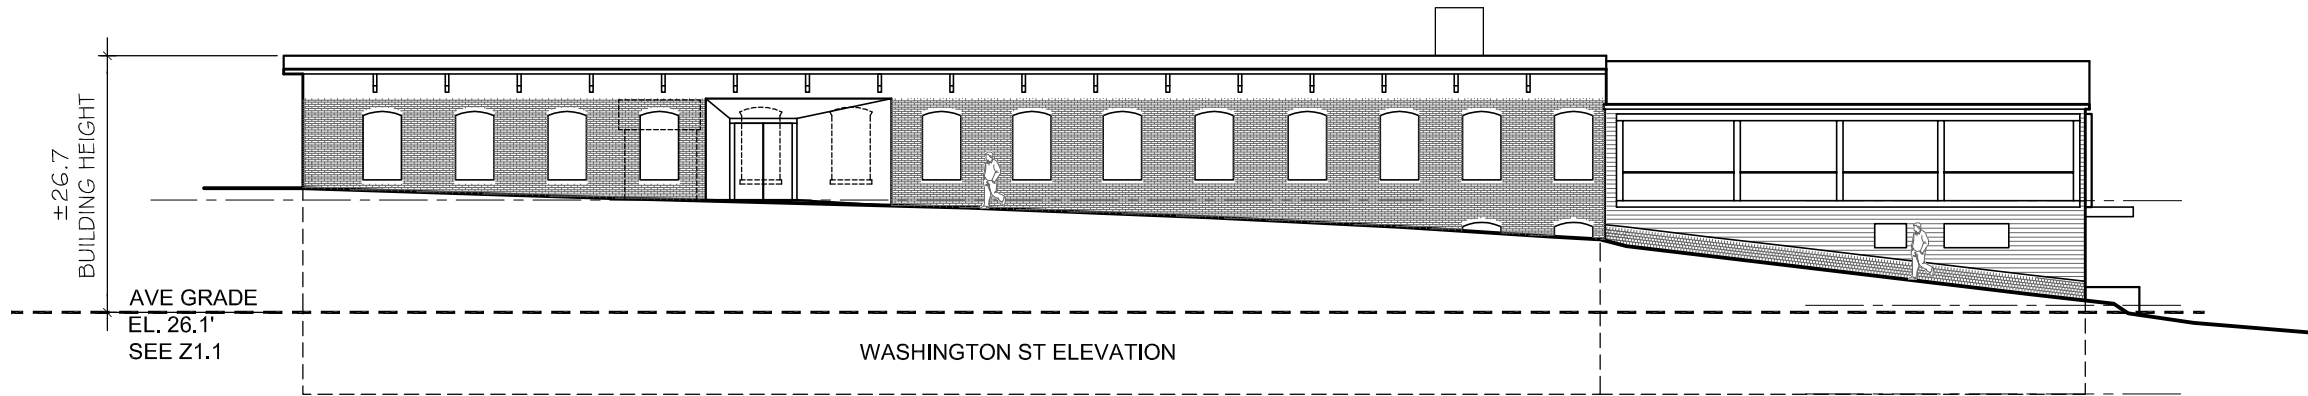 ±26.7
BUILDING HEIGHT
AVE GRADE
EL. 26.1'
SEE Z1.1
WASHINGTON ST ELEVATION